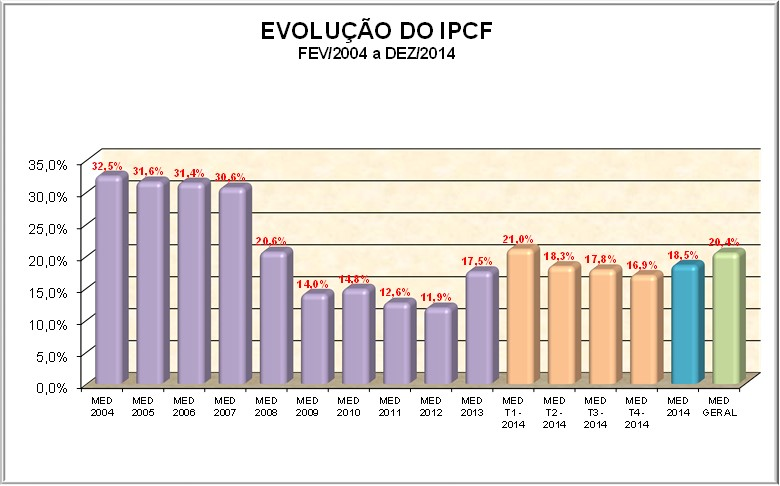 EVOLUÇÃO DO IPCF
FEV/2004 a DEZ/2014
35,0%
30,0%
25,0%
20,0%
15,0%
10,0%
5,0%
0,0%
32,5%
31,6%
31,4%
30,6%
20,6%
14,0%
14,8%
12,6%
11,9%
17,5%
21,0%
18,3%
17,8%
16,9%
18,5%
20,4%
MED 2004
MED 2005
MED 2006
MED 2007
MED 2008
MED 2009
MED 2010
MED 2011
MED 2012
MED 2013
MED T1-2014
MED T2-2014
MED T3-2014
MED T4-2014
MED 2014
MED GERAL